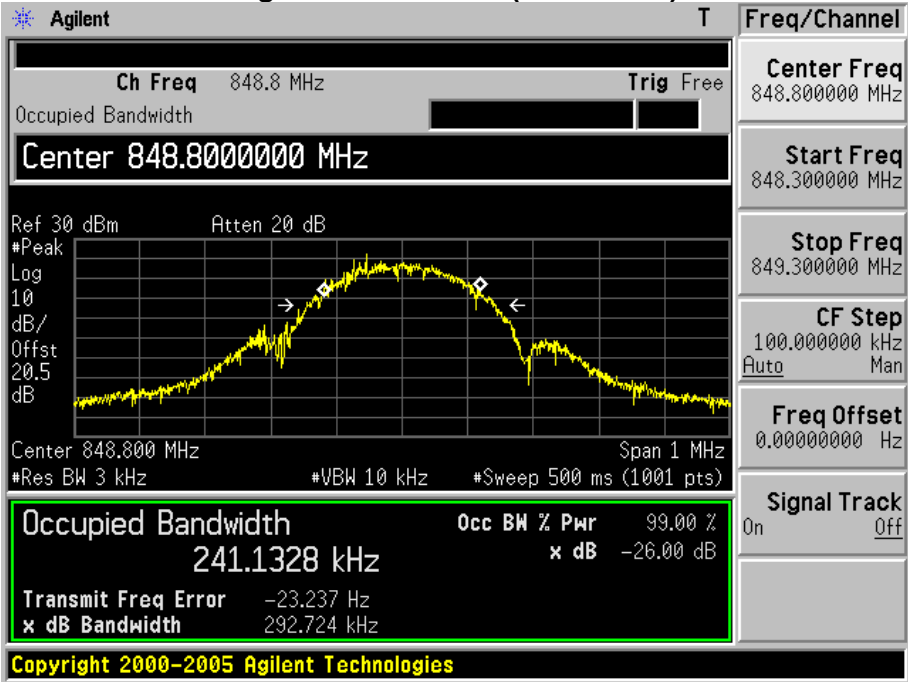 Agilent T Freq/Channel
Ch Freq 848.8 MHz Trig Free
Occupied Bandwidth
Center 848.8000000 MHz
Ref 30 dBm Atten 20 dB
#Peak
Log
10
dB/
Offst
20.5
dB
Center 848.800 MHz Span 1 MHz
#Res BW 3 kHz #VBW 10 kHz #Sweep 500 ms (1001 pts)
Occupied Bandwidth Occ BW % Pwr 99.00 %
241.1328 kHz x dB -26.00 dB
Transmit Freq Error -23.237 Hz
x dB Bandwidth 292.724 kHz
Copyright 2000-2005 Agilent Technologies
Center Freq
848.800000 MHz
Start Freq
848.300000 MHz
Stop Freq
849.300000 MHz
CF Step
100.000000 kHz
Auto Man
Freq Offset
0.00000000 Hz
Signal Track
On Off